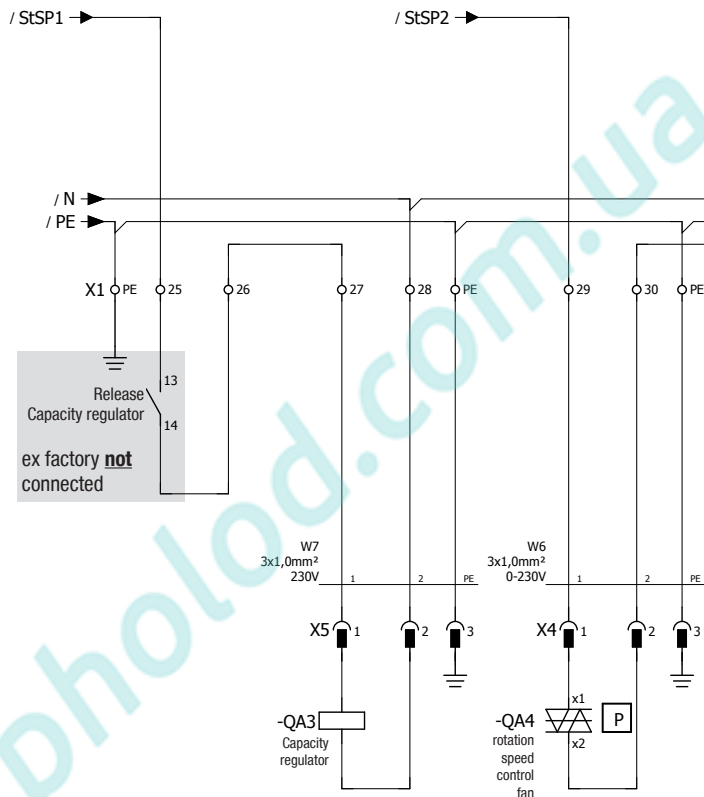 / StSP1
/ StSP2
/ N
/ PE
X1 PE 25 26 27 28 PE 29 30 PE
13
Release
Capacity regulator
14
ex factory not
connected
W7
3x1,0mm²
230V
1 2 PE
W6
3x1,0mm²
0-230V
1 2 PE
X5 1 2 3
X4 1 2 3
-QA3
Capacity
regulator
-QA4
rotation
speed
control
fan
x1
x2
P
pholod.com.ua